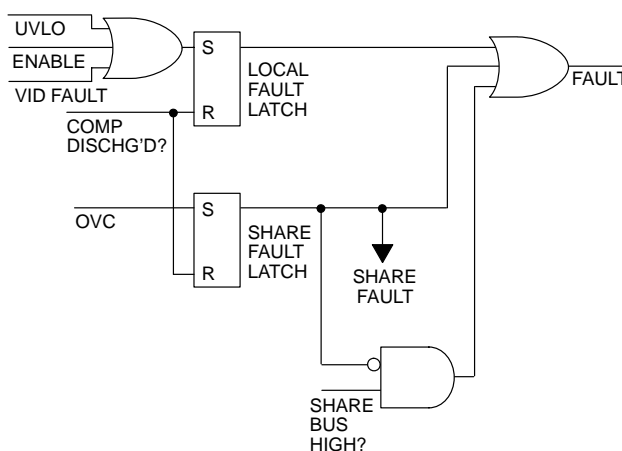 UVLO
ENABLE
VID FAULT
S
R
LOCAL
FAULT
LATCH
FAULT
COMP
DISCHG'D?
OVC
S
R
SHARE
FAULT
LATCH
SHARE
FAULT
SHARE
BUS
HIGH?